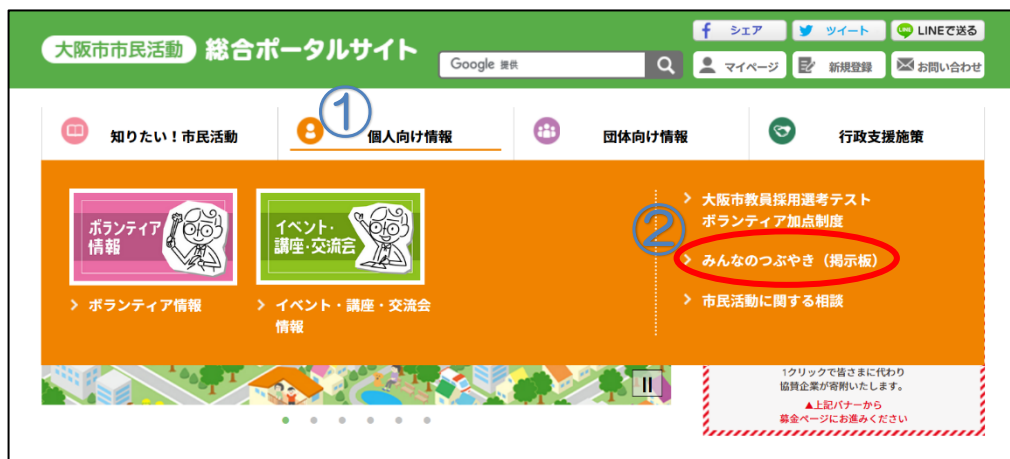 大阪市市民活動 総合ポータルサイト
シェア
ツイート
LINEで送る
Google 提供
マイページ
新規登録
お問い合わせ
①
知りたい！市民活動
個人向け情報
団体向け情報
行政支援施策
ボランティア
情報
イベント・
講座・交流会
ボランティア情報
イベント・講座・交流会
情報
②
大阪市教員採用選考テスト
ボランティア加点制度
みんなのつぶやき（掲示板）
市民活動に関する相談
1クリックで皆さまに代わり
協賛企業が寄附いたします。
▲上記バナーから
募金ページにお進みください